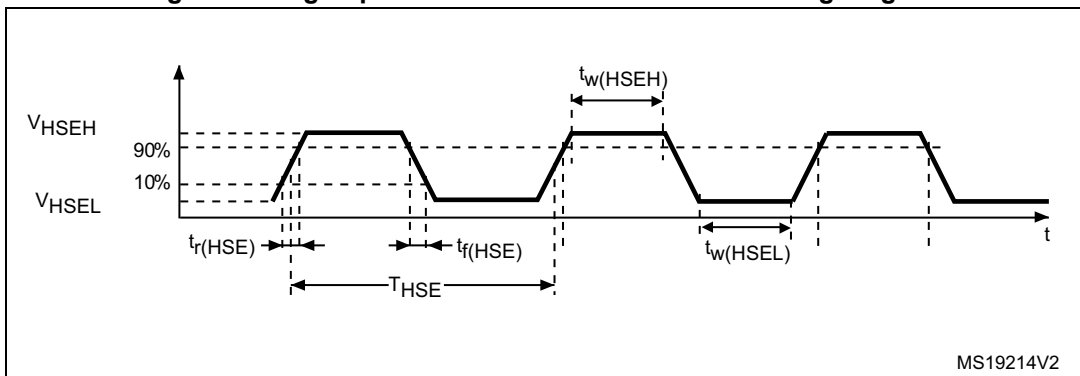 t_w(HSEH)
V_HSEH
90%
10%
V_HSEL
t_r(HSE)
t_f(HSE)
t_w(HSEL)
t
T_HSE
MS19214V2